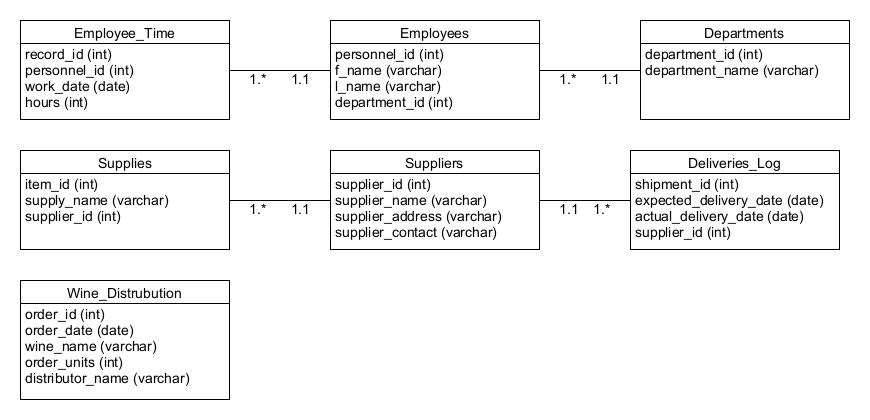 Employee_Time
record_id (int)
personnel_id (int)
work_date (date)
hours (int)
1.* 1.1
Employees
personnel_id (int)
f_name (varchar)
l_name (varchar)
department_id (int)
1.* 1.1
Departments
department_id (int)
department_name (varchar)
Supplies
item_id (int)
supply_name (varchar)
supplier_id (int)
1.* 1.1
Suppliers
supplier_id (int)
supplier_name (varchar)
supplier_address (varchar)
supplier_contact (varchar)
1.1 1.*
Deliveries_Log
shipment_id (int)
expected_delivery_date (date)
actual_delivery_date (date)
supplier_id (int)
Wine_Distrubution
order_id (int)
order_date (date)
wine_name (varchar)
order_units (int)
distributor_name (varchar)